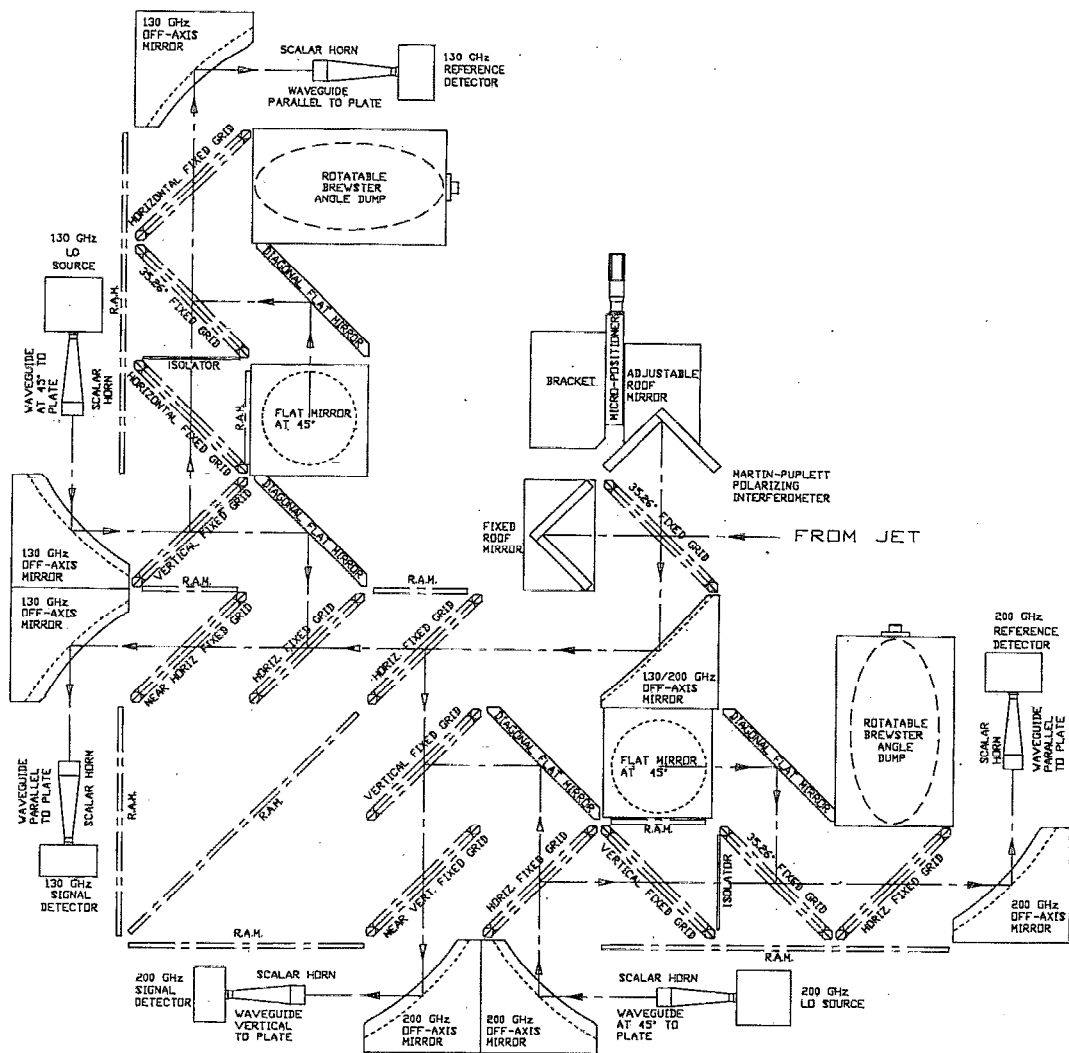 130 GHz
OFF-AXIS
MIRROR
SCALAR HORN
130 GHz
REFERENCE
DETECTOR
WAVEGUIDE
PARALLEL TO PLATE
HORIZONTAL FIXED GRID
ROTATABLE
BREWSTER
ANGLE DUMP
130 GHz
LO
SOURCE
R.A.M.
35.26° FIXED GRID
DIAGONAL FLAT MIRROR
WAVEGUIDE
AT 45° TO
PLATE
SCALAR
HORN
ISOLATOR
HORIZONTAL FIXED GRID
R.A.M.
FLAT MIRROR
AT 45°
BRACKET
MICRO-POSITIONER
ADJUSTABLE
ROOF
MIRROR
MARTIN-PUPLETT
POLARIZING
INTERFEROMETER
130 GHz
OFF-AXIS
MIRROR
VERTICAL FIXED GRID
DIAGONAL FLAT MIRROR
FIXED
ROOF
MIRROR
35.26° FIXED GRID
FROM JET
130 GHz
OFF-AXIS
MIRROR
R.A.M.
R.A.M.
NEAR HORIZ FIXED GRID
HORIZ. FIXED GRID
HORIZ. FIXED GRID
130/200 GHz
OFF-AXIS
MIRROR
200 GHz
REFERENCE
DETECTOR
WAVEGUIDE
PARALLEL
TO PLATE
SCALAR HORN
R.A.M.
R.A.M.
VERTICAL FIXED GRID
DIAGONAL FLAT MIRROR
FLAT MIRROR
AT 45°
DIAGONAL FLAT MIRROR
ROTATABLE
BREWSTER
ANGLE
DUMP
SCALAR
HORN
WAVEGUIDE
PARALLEL
TO PLATE
130 GHz
SIGNAL
DETECTOR
NEAR VERT. FIXED GRID
HORIZ. FIXED GRID
R.A.M.
VERTICAL FIXED GRID
ISOLATOR
35.26° FIXED GRID
HORIZ. FIXED GRID
200 GHz
OFF-AXIS
MIRROR
R.A.M.
R.A.M.
200 GHz
SIGNAL
DETECTOR
SCALAR HORN
WAVEGUIDE
VERTICAL
TO PLATE
200 GHz
OFF-AXIS
MIRROR
200 GHz
OFF-AXIS
MIRROR
SCALAR HORN
WAVEGUIDE
AT 45° TO
PLATE
200 GHz
LO SOURCE